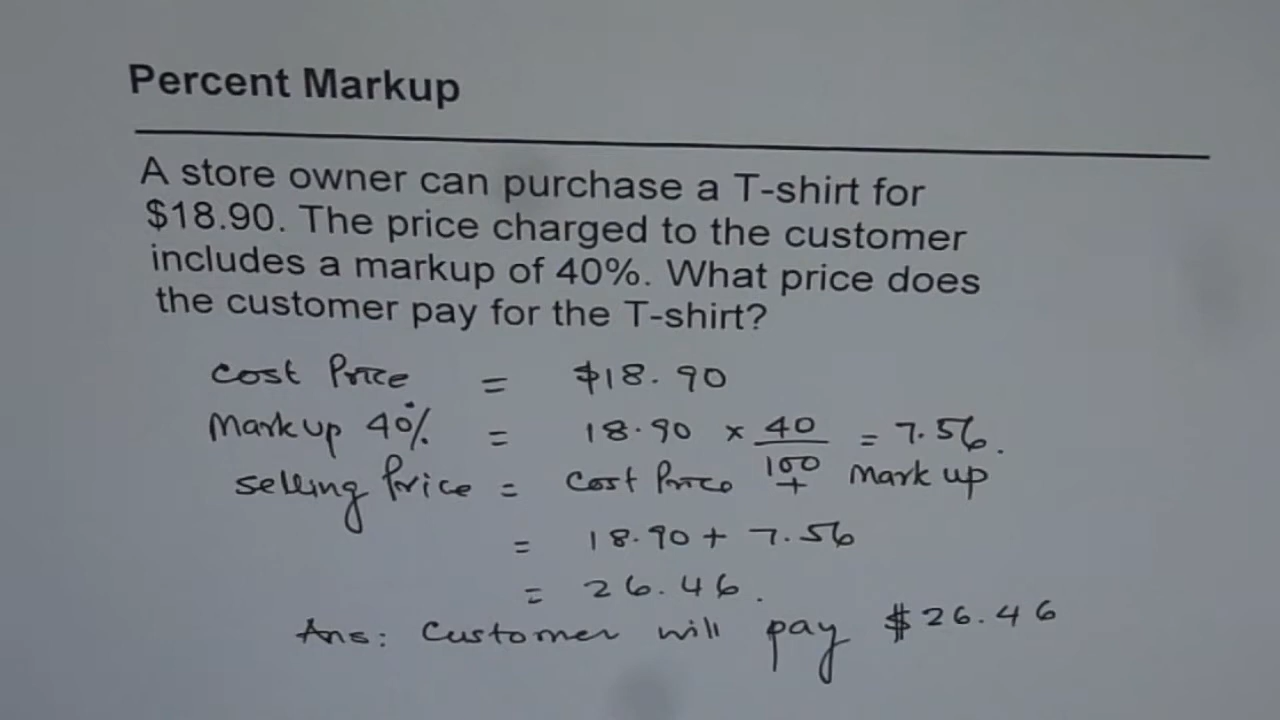 Percent Markup
A store owner can purchase a T-shirt for
$18.90. The price charged to the customer
includes a markup of 40%. What price does
the customer pay for the T-shirt?
Cost Price = $18.90
Markup 40% = 18.90 × 40/100 = 7.56.
Selling Price = Cost Price + Mark up
= 18.90 + 7.56
= 26.46.
Ans: Customer will pay $26.46